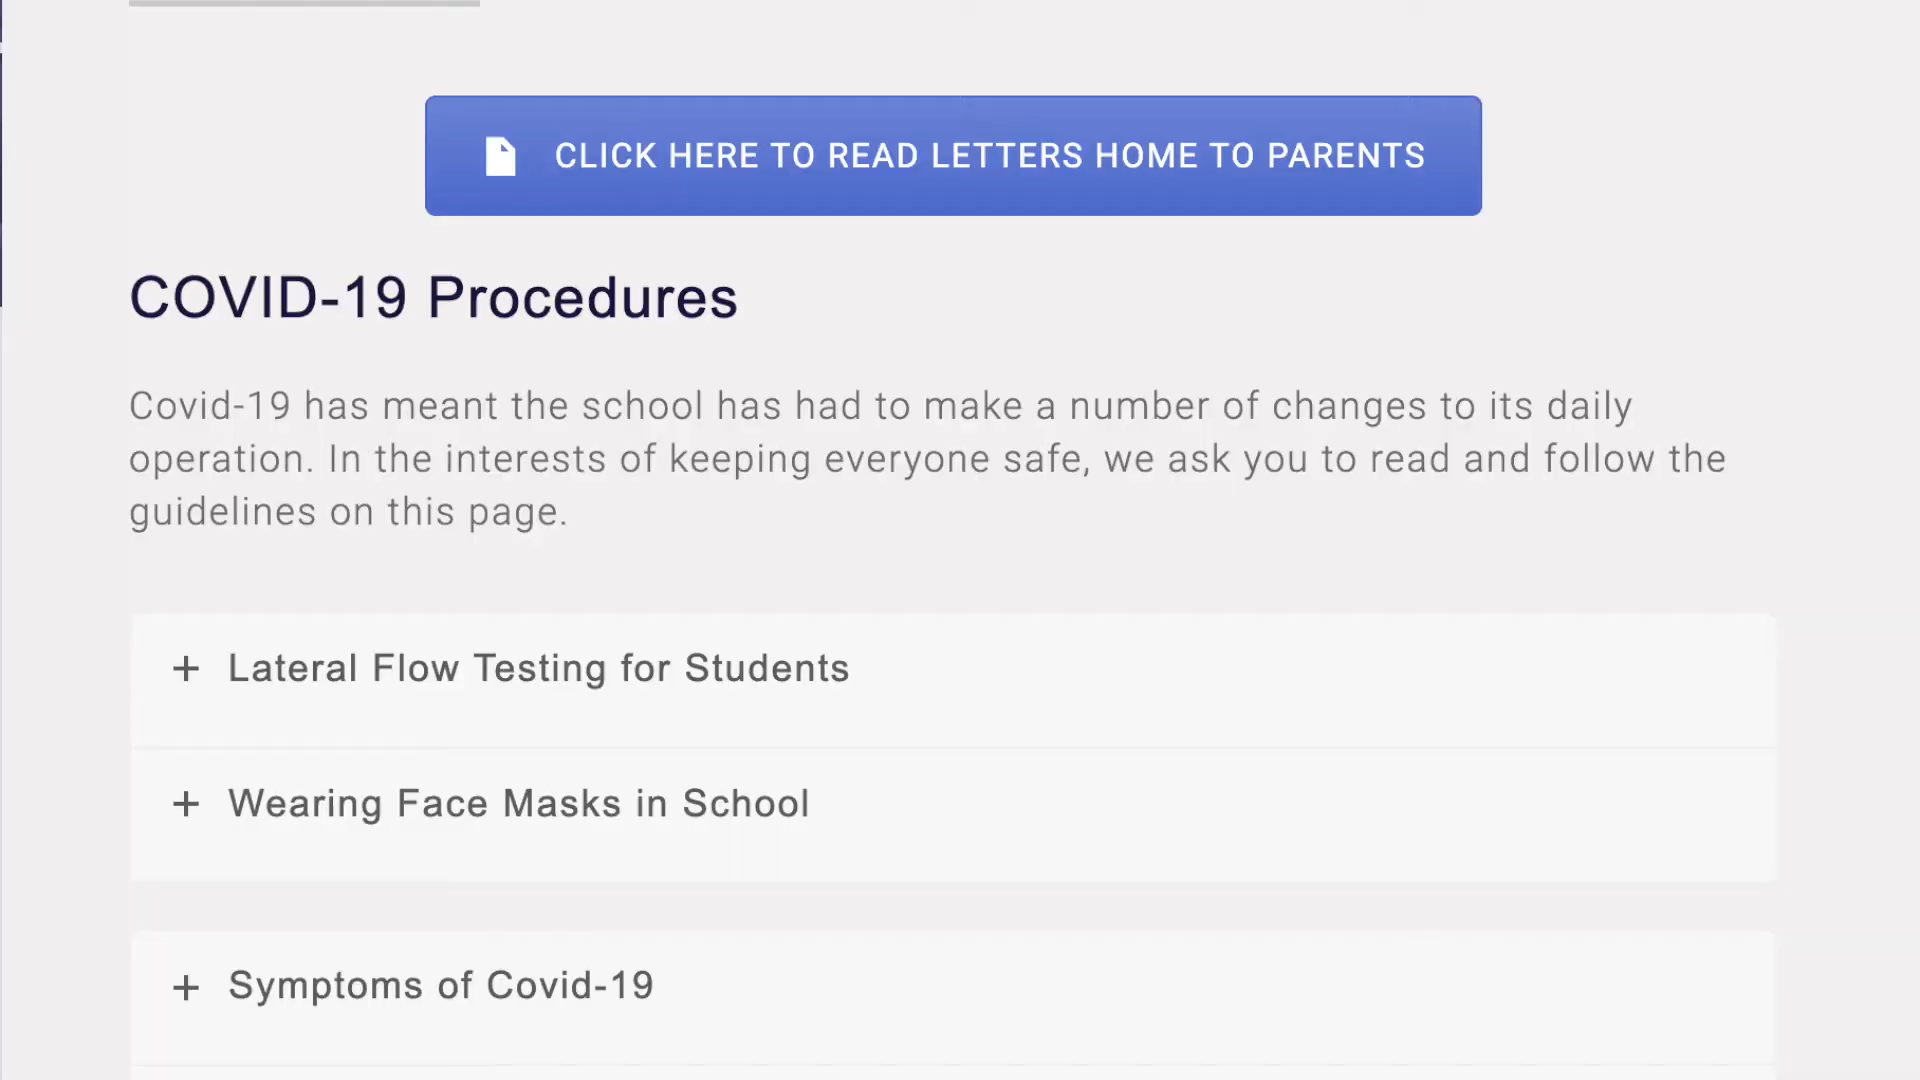 CLICK HERE TO READ LETTERS HOME TO PARENTS
COVID-19 Procedures
Covid-19 has meant the school has had to make a number of changes to its daily
operation. In the interests of keeping everyone safe, we ask you to read and follow the
guidelines on this page.
+ Lateral Flow Testing for Students
+ Wearing Face Masks in School
+ Symptoms of Covid-19